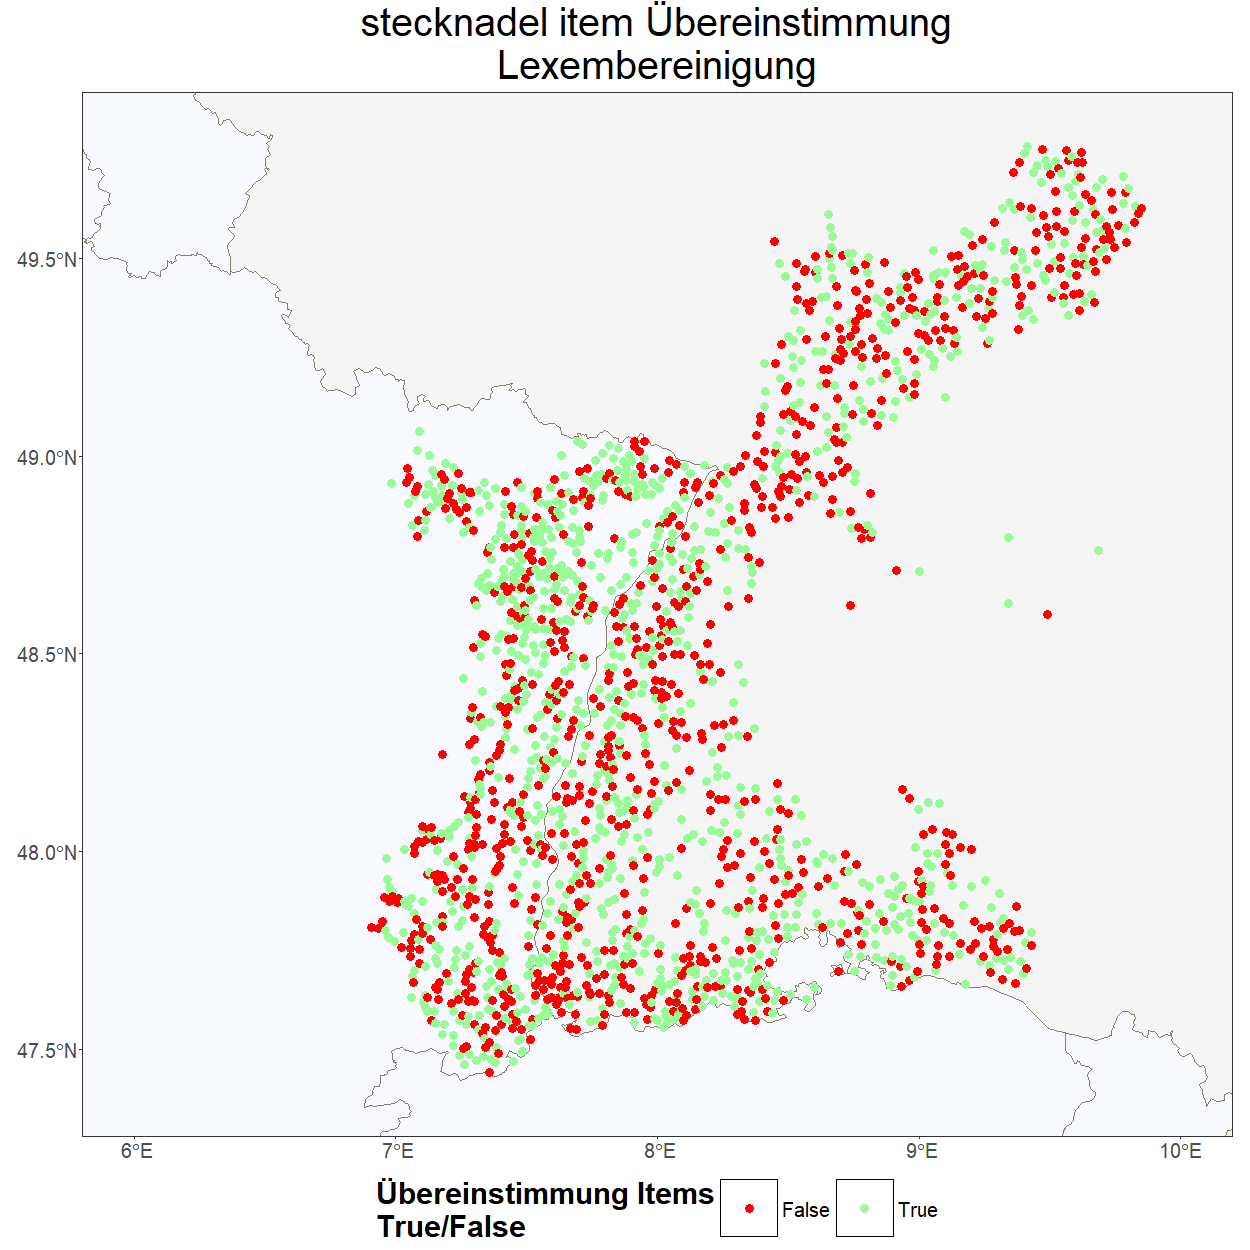 stecknadel item Übereinstimmung
Lexembereinigung
49.5°N
49.0°N
48.5°N
48.0°N
47.5°N
6°E 7°E 8°E 9°E 10°E
Übereinstimmung Items
True/False
False True